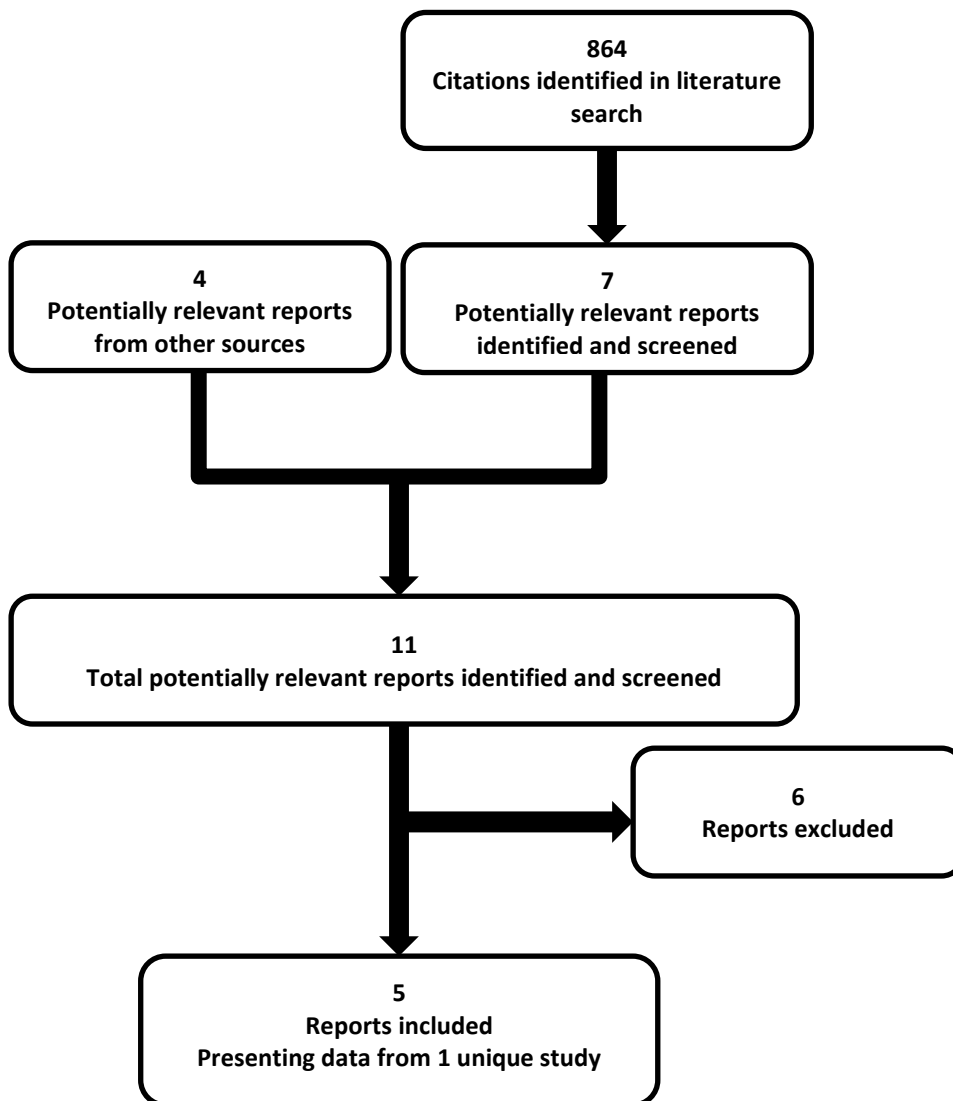 864
Citations identified in literature
search
4
Potentially relevant reports
from other sources
7
Potentially relevant reports
identified and screened
11
Total potentially relevant reports identified and screened
6
Reports excluded
5
Reports included
Presenting data from 1 unique study